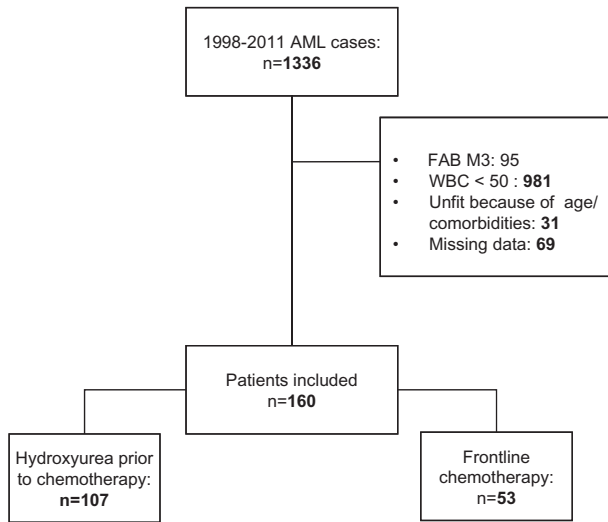 1998-2011 AML cases:
n=1336
• FAB M3: 95
• WBC < 50 : 981
• Unfit because of age/
comorbidities: 31
• Missing data: 69
Patients included
n=160
Hydroxyurea prior
to chemotherapy:
n=107
Frontline
chemotherapy:
n=53